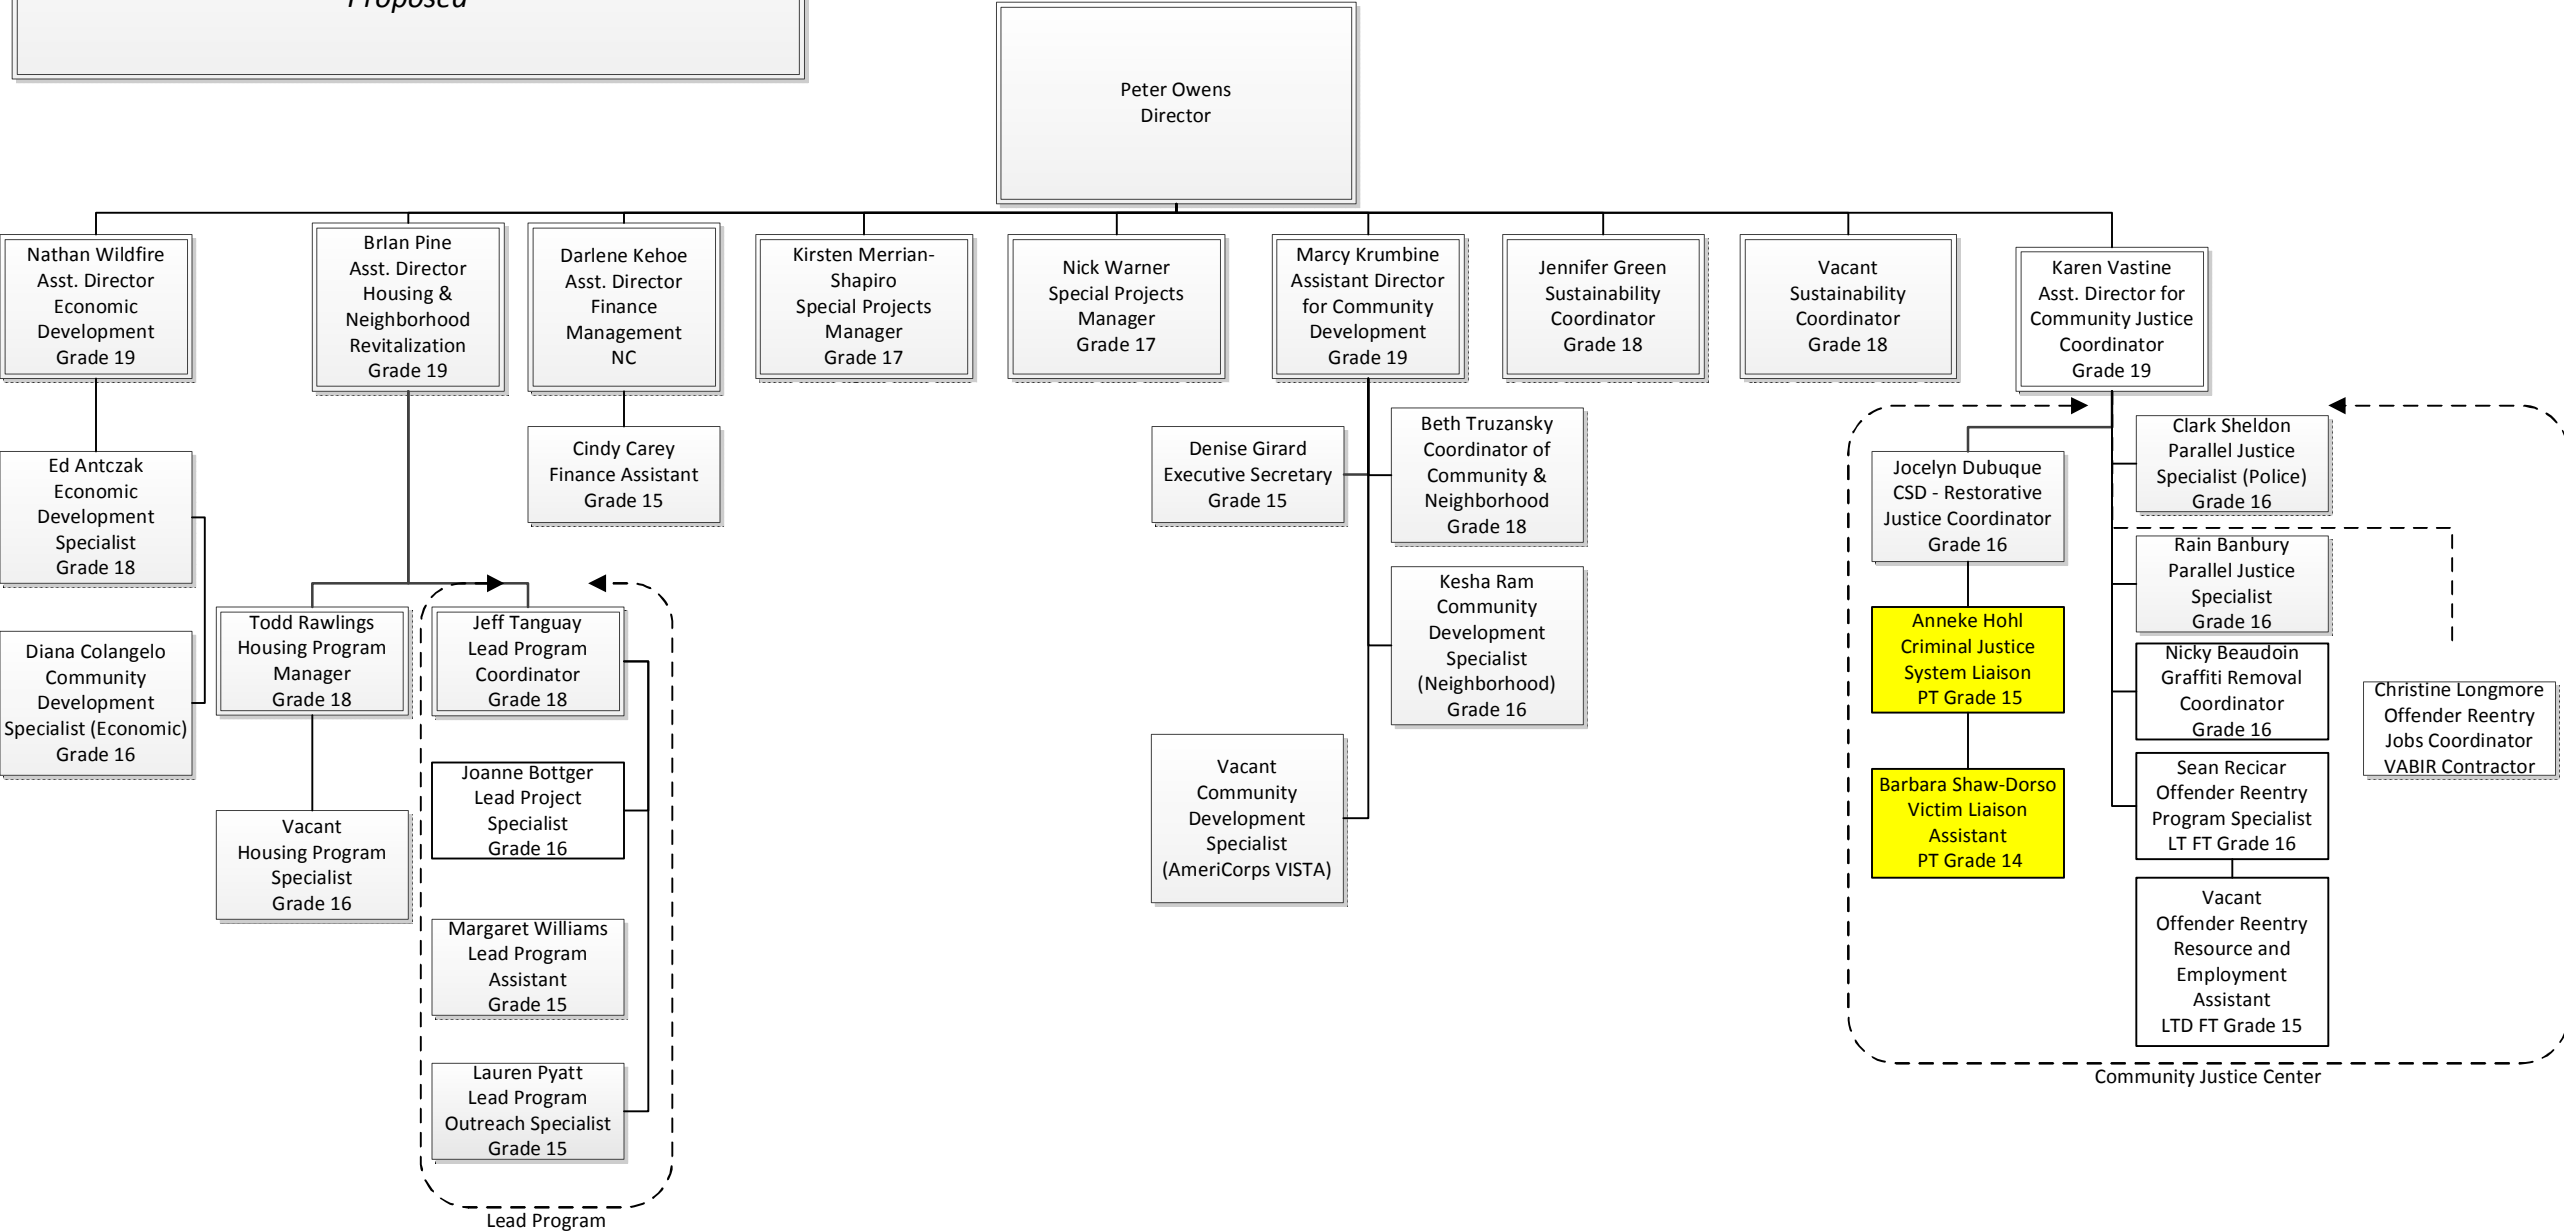 Proposed
Peter Owens
Director
Nathan Wildfire
Asst. Director
Economic
Development
Grade 19
BrIan Pine
Asst. Director
Housing &
Neighborhood
Revitalization
Grade 19
Darlene Kehoe
Asst. Director
Finance
Management
NC
Kirsten Merrian-
Shapiro
Special Projects
Manager
Grade 17
Nick Warner
Special Projects
Manager
Grade 17
Marcy Krumbine
Assistant Director
for Community
Development
Grade 19
Jennifer Green
Sustainability
Coordinator
Grade 18
Vacant
Sustainability
Coordinator
Grade 18
Karen Vastine
Asst. Director for
Community Justice
Coordinator
Grade 19
Ed Antczak
Economic
Development
Specialist
Grade 18
Diana Colangelo
Community
Development
Specialist (Economic)
Grade 16
Todd Rawlings
Housing Program
Manager
Grade 18
Vacant
Housing Program
Specialist
Grade 16
Jeff Tanguay
Lead Program
Coordinator
Grade 18
Joanne Bottger
Lead Project
Specialist
Grade 16
Margaret Williams
Lead Program
Assistant
Grade 15
Lauren Pyatt
Lead Program
Outreach Specialist
Grade 15
Lead Program
Cindy Carey
Finance Assistant
Grade 15
Denise Girard
Executive Secretary
Grade 15
Beth Truzansky
Coordinator of
Community &
Neighborhood
Grade 18
Kesha Ram
Community
Development
Specialist
(Neighborhood)
Grade 16
Vacant
Community
Development
Specialist
(AmeriCorps VISTA)
Jocelyn Dubuque
CSD - Restorative
Justice Coordinator
Grade 16
Anneke Hohl
Criminal Justice
System Liaison
PT Grade 15
Barbara Shaw-Dorso
Victim Liaison
Assistant
PT Grade 14
Clark Sheldon
Parallel Justice
Specialist (Police)
Grade 16
Rain Banbury
Parallel Justice
Specialist
Grade 16
Nicky Beaudoin
Graffiti Removal
Coordinator
Grade 16
Sean Recicar
Offender Reentry
Program Specialist
LT FT Grade 16
Vacant
Offender Reentry
Resource and
Employment
Assistant
LTD FT Grade 15
Christine Longmore
Offender Reentry
Jobs Coordinator
VABIR Contractor
Community Justice Center